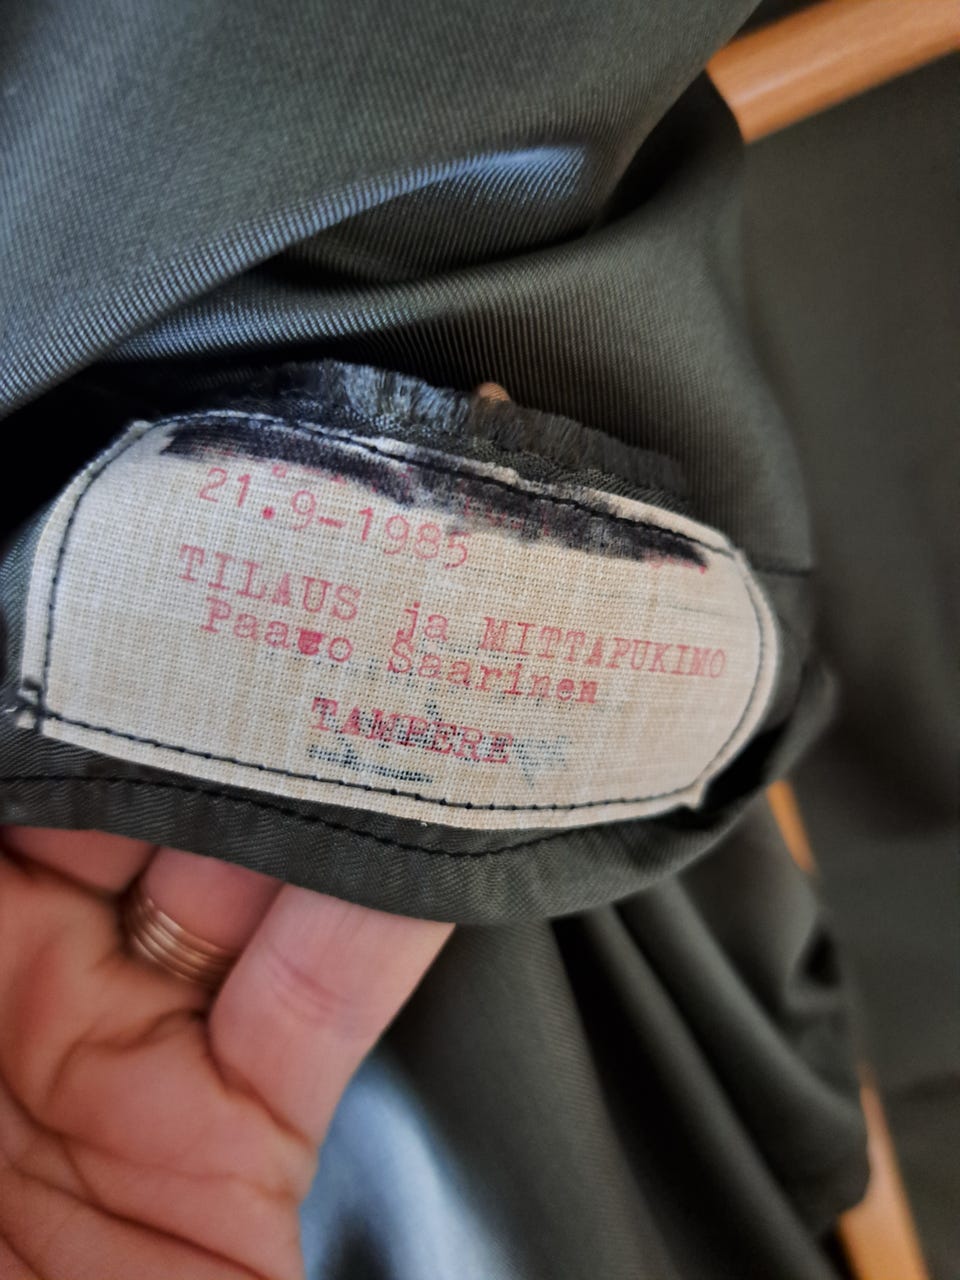 21.9-1985
TILAUS ja MITTAPUKIMO
Paavo Saarinen
TAMPERE